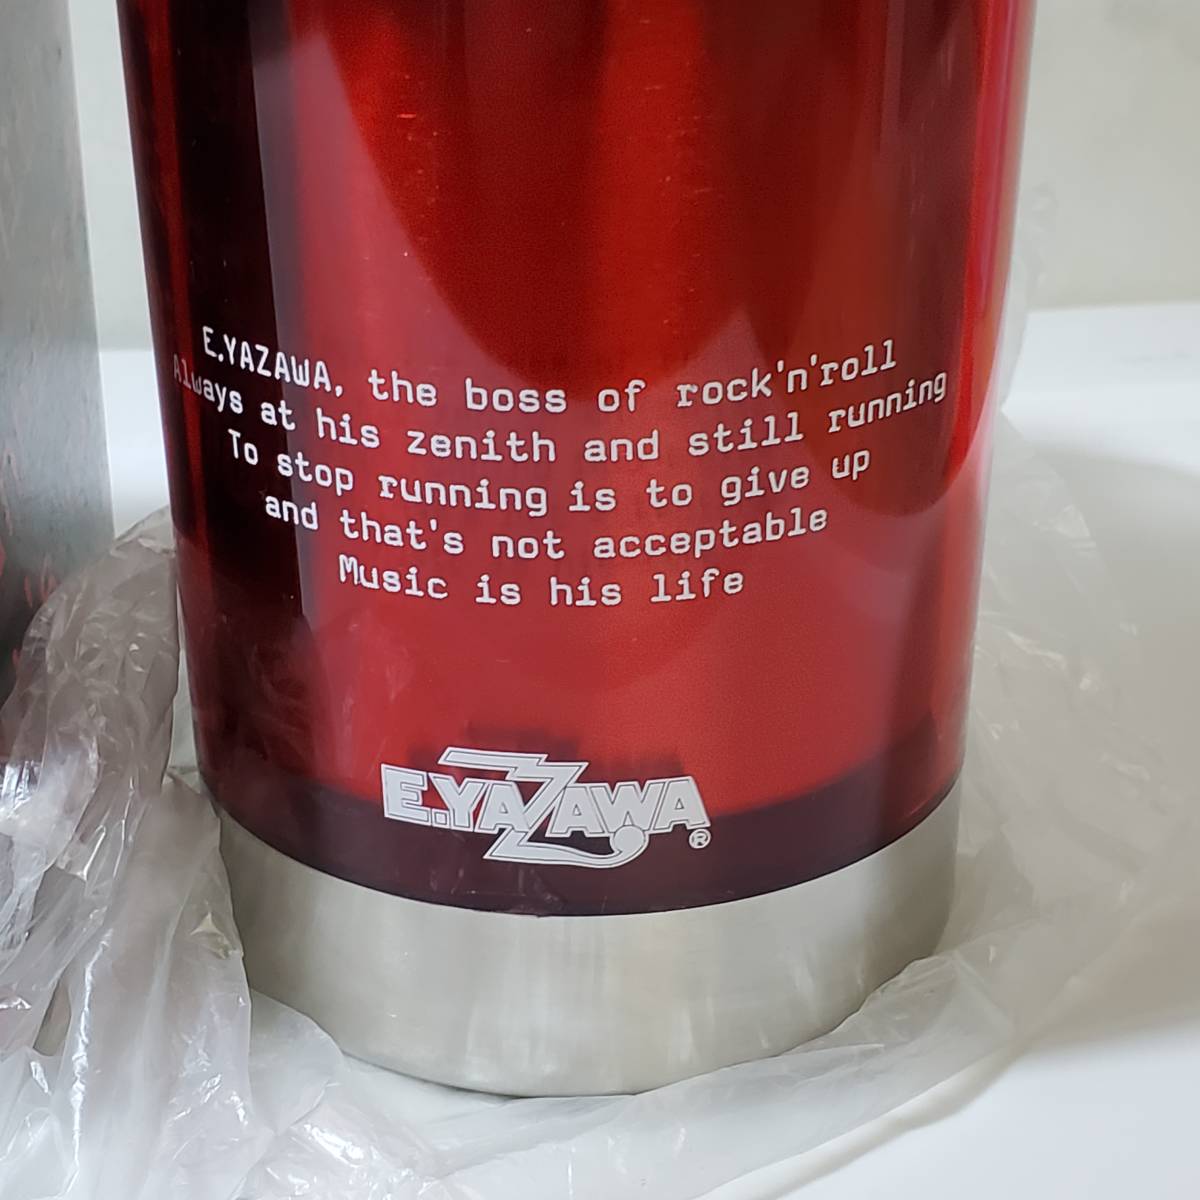 E.YAZAWA, the boss of rock'n'roll
Always at his zenith and still running
To stop running is to give up
and that's not acceptable
Music is his life
E.YAZAWA®